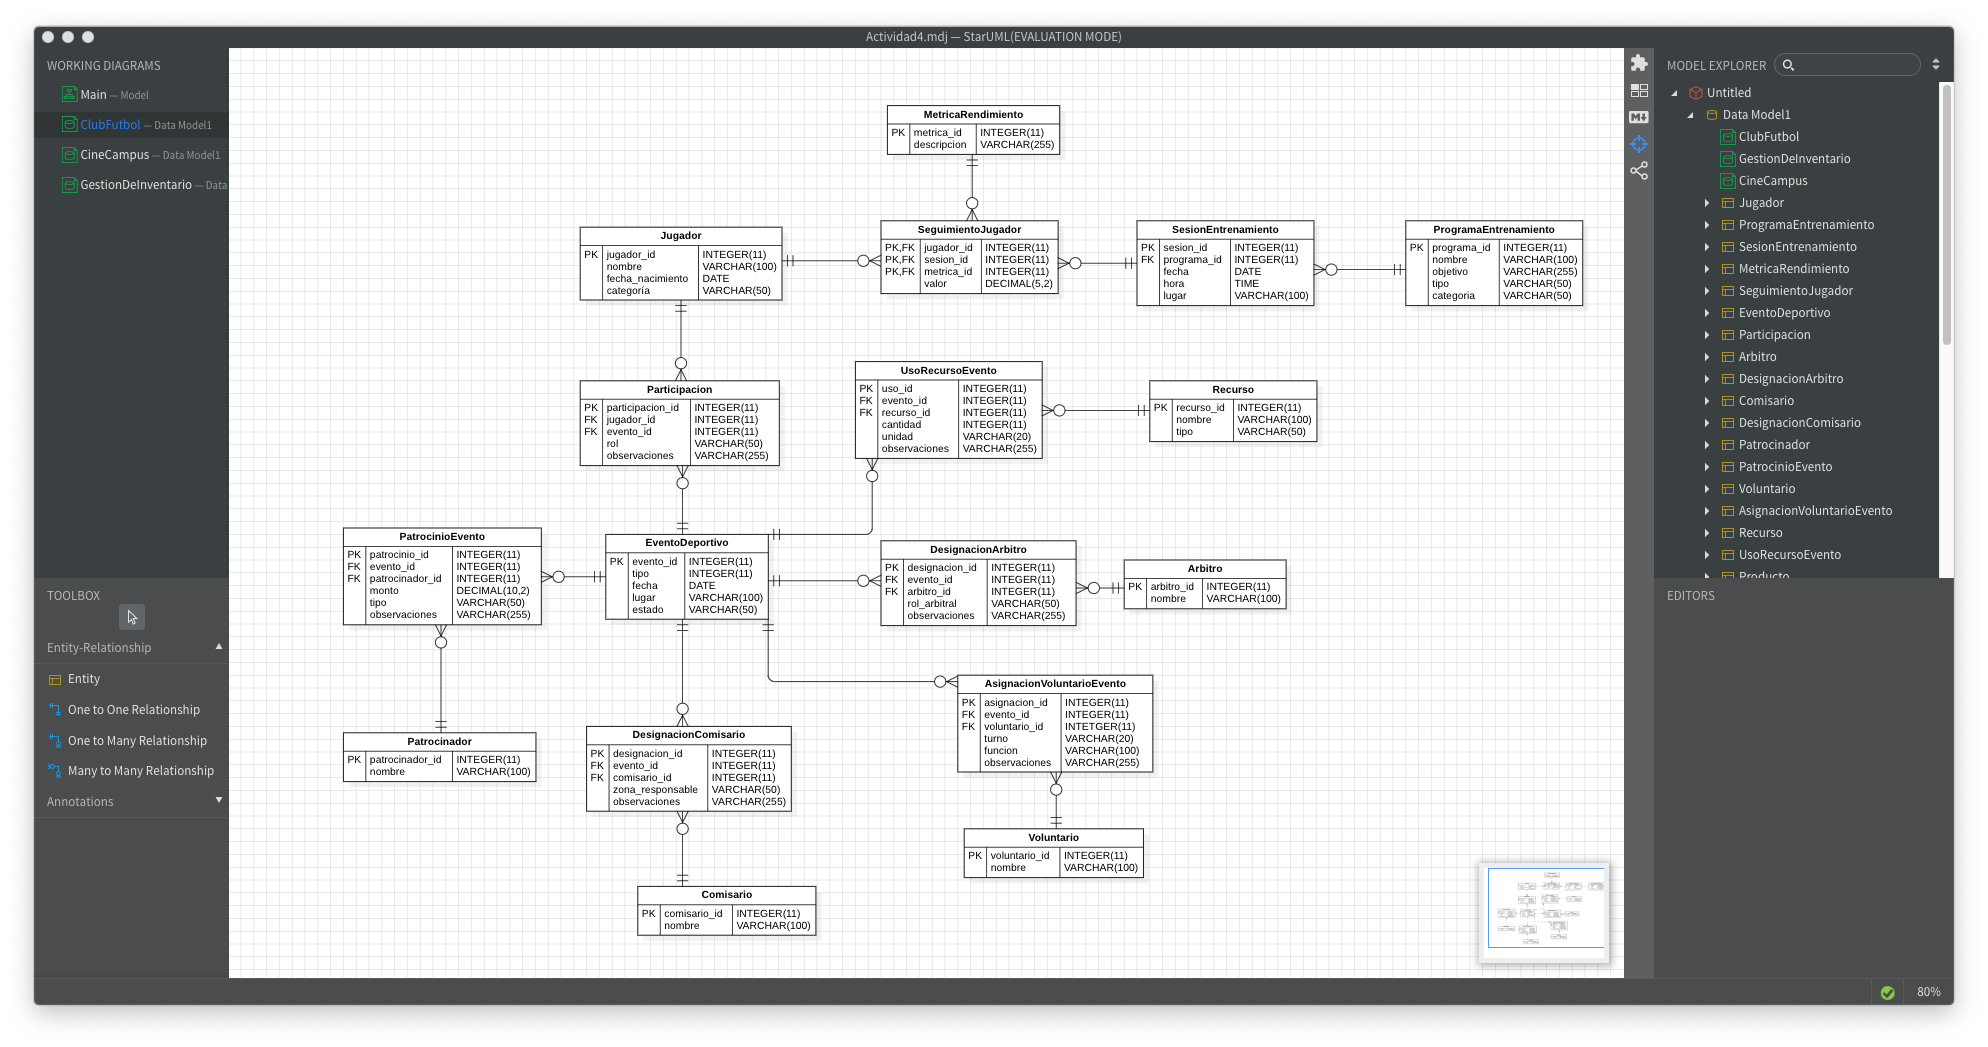 Actividad4.mdj — StarUML(EVALUATION MODE)
WORKING DIAGRAMS
Main — Model
ClubFutbol — Data Model1
CineCampus — Data Model1
GestionDeInventario — Data
TOOLBOX
Entity-Relationship
Entity
One to One Relationship
One to Many Relationship
Many to Many Relationship
Annotations
MetricaRendimiento
PK metrica_id INTEGER(11)
descripcion VARCHAR(255)
Jugador
PK jugador_id INTEGER(11)
nombre VARCHAR(100)
fecha_nacimiento DATE
categoría VARCHAR(50)
SeguimientoJugador
PK,FK jugador_id INTEGER(11)
PK,FK sesion_id INTEGER(11)
PK,FK metrica_id INTEGER(11)
valor DECIMAL(5,2)
SesionEntrenamiento
PK sesion_id INTEGER(11)
FK programa_id INTEGER(11)
fecha DATE
hora TIME
lugar VARCHAR(100)
ProgramaEntrenamiento
PK programa_id INTEGER(11)
nombre VARCHAR(100)
objetivo VARCHAR(255)
tipo VARCHAR(50)
categoria VARCHAR(50)
Participacion
PK participacion_id INTEGER(11)
FK jugador_id INTEGER(11)
FK evento_id INTEGER(11)
rol VARCHAR(50)
observaciones VARCHAR(255)
UsoRecursoEvento
PK uso_id INTEGER(11)
FK evento_id INTEGER(11)
FK recurso_id INTEGER(11)
cantidad INTEGER(11)
unidad VARCHAR(20)
observaciones VARCHAR(255)
Recurso
PK recurso_id INTEGER(11)
nombre VARCHAR(100)
tipo VARCHAR(50)
PatrocinioEvento
PK patrocinio_id INTEGER(11)
FK evento_id INTEGER(11)
FK patrocinador_id INTEGER(11)
monto DECIMAL(10,2)
tipo VARCHAR(50)
observaciones VARCHAR(255)
EventoDeportivo
PK evento_id INTEGER(11)
tipo INTEGER(11)
fecha DATE
lugar VARCHAR(100)
estado VARCHAR(50)
DesignacionArbitro
PK designacion_id INTEGER(11)
FK evento_id INTEGER(11)
FK arbitro_id INTEGER(11)
rol_arbitral VARCHAR(50)
observaciones VARCHAR(255)
Arbitro
PK arbitro_id INTEGER(11)
nombre VARCHAR(100)
AsignacionVoluntarioEvento
PK asignacion_id INTEGER(11)
FK evento_id INTEGER(11)
FK voluntario_id INTETGER(11)
turno VARCHAR(20)
funcion VARCHAR(100)
observaciones VARCHAR(255)
Patrocinador
PK patrocinador_id INTEGER(11)
nombre VARCHAR(100)
DesignacionComisario
PK designacion_id INTEGER(11)
FK evento_id INTEGER(11)
FK comisario_id INTEGER(11)
zona_responsable VARCHAR(50)
observaciones VARCHAR(255)
Voluntario
PK voluntario_id INTEGER(11)
nombre VARCHAR(100)
Comisario
PK comisario_id INTEGER(11)
nombre VARCHAR(100)
MODEL EXPLORER
Untitled
Data Model1
ClubFutbol
GestionDeInventario
CineCampus
Jugador
ProgramaEntrenamiento
SesionEntrenamiento
MetricaRendimiento
SeguimientoJugador
EventoDeportivo
Participacion
Arbitro
DesignacionArbitro
Comisario
DesignacionComisario
Patrocinador
PatrocinioEvento
Voluntario
AsignacionVoluntarioEvento
Recurso
UsoRecursoEvento
Producto
EDITORS
80%